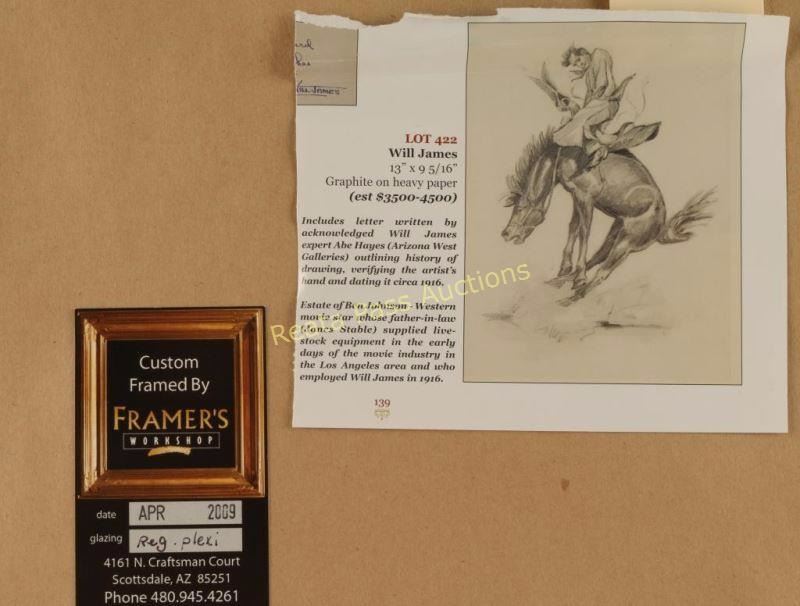 Will James
LOT 422
Will James
13" x 9 5/16"
Graphite on heavy paper
(est $3500-4500)
Includes letter written by
acknowledged Will James
expert Abe Hayes (Arizona West
Galleries) outlining history of
drawing, verifying the artist's
hand and dating it circa 1916.
Estate of Ben Johnson - Western
movie star whose father-in-law
(Jones Stable) supplied live-
stock equipment in the early
days of the movie industry in
the Los Angeles area and who
employed Will James in 1916.
139
Rents Pass Auctions
Custom
Framed By
FRAMER'S
WORKSHOP
date APR 2009
glazing Reg. plexi
4161 N. Craftsman Court
Scottsdale, AZ 85251
Phone 480.945.4261